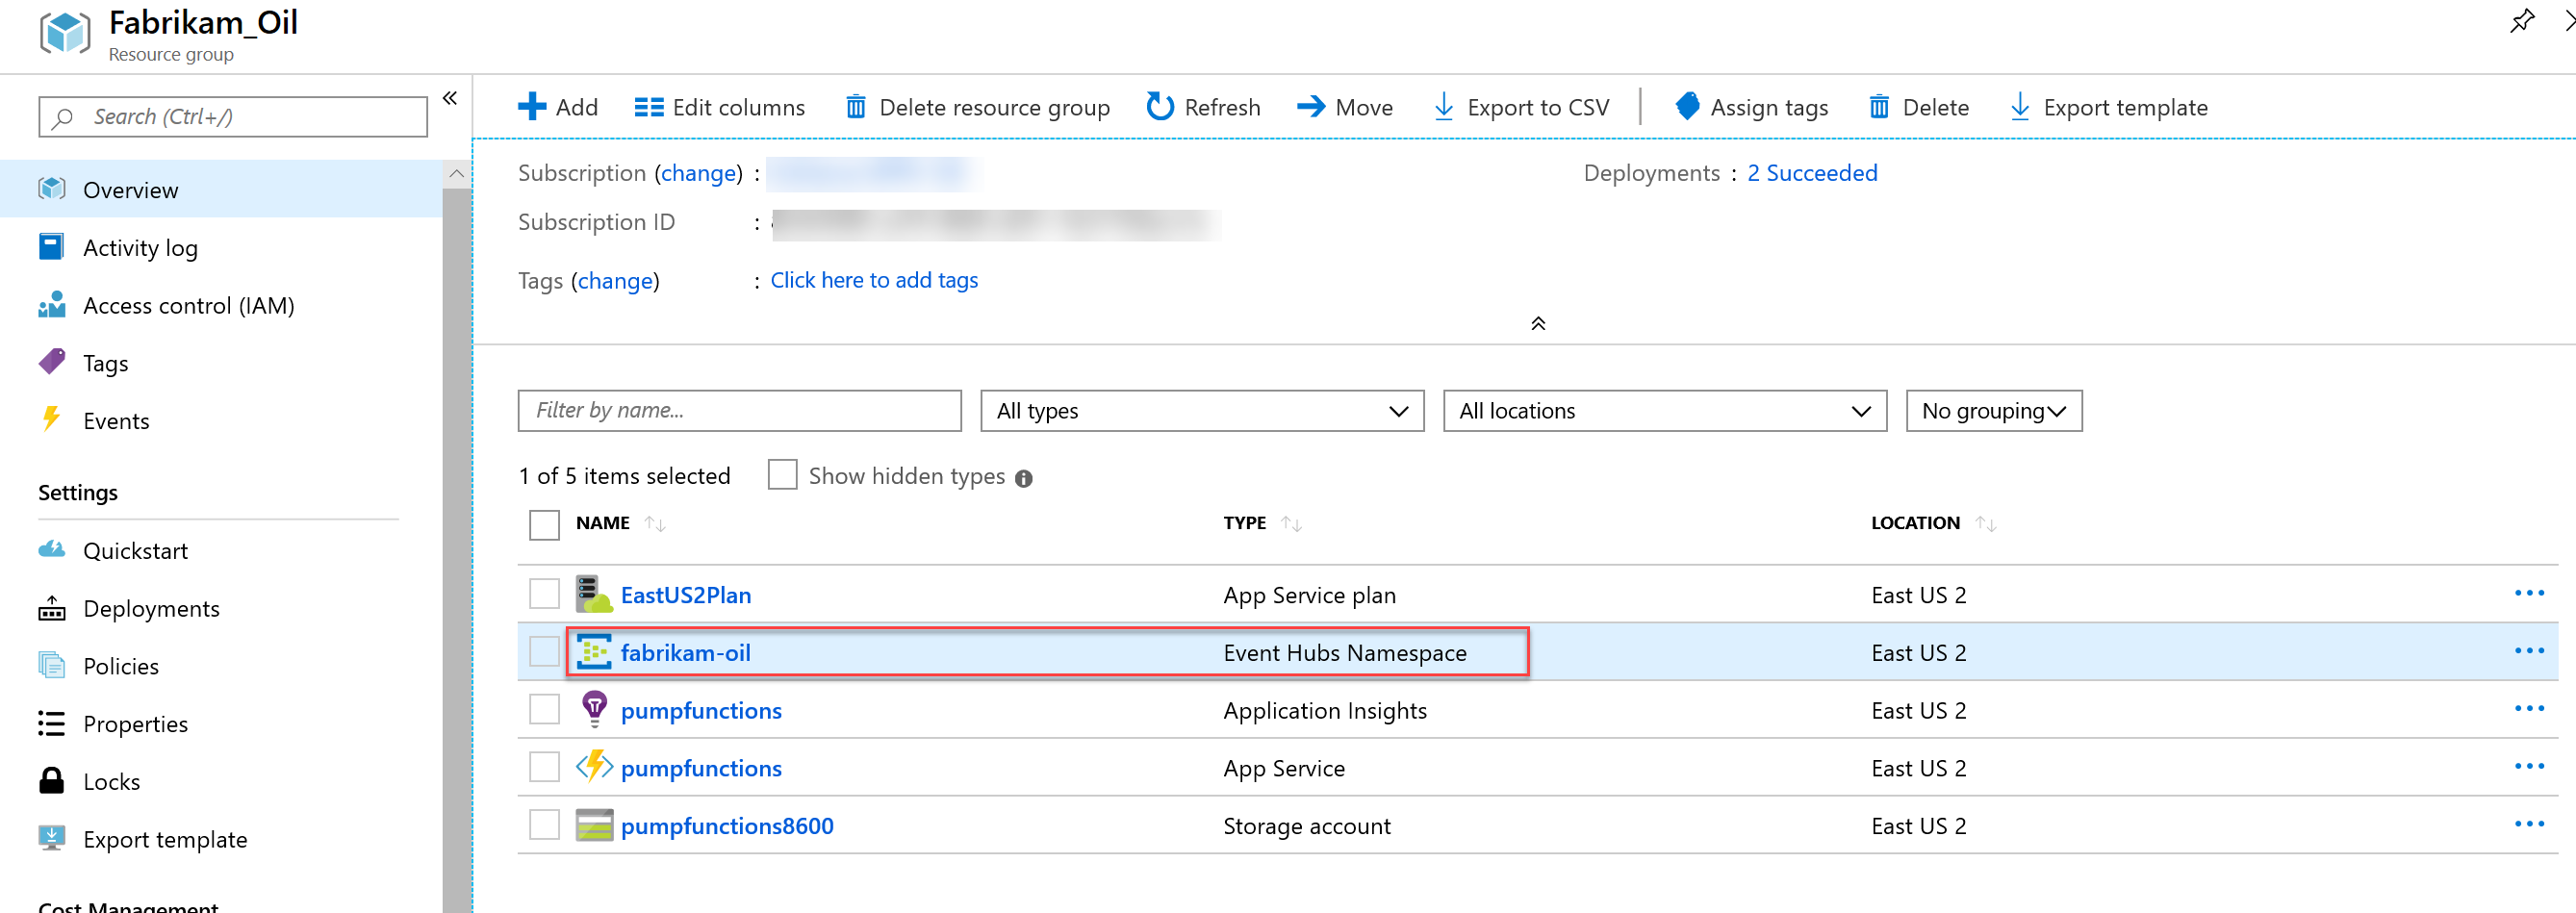 Fabrikam_Oil
Resource group
Search (Ctrl+/)
Overview
Activity log
Access control (IAM)
Tags
Events
Settings
Quickstart
Deployments
Policies
Properties
Locks
Export template
Cost Management
Add Edit columns Delete resource group Refresh Move Export to CSV Assign tags Delete Export template
Subscription (change) : Deployments : 2 Succeeded
Subscription ID :
Tags (change) : Click here to add tags
Filter by name... All types All locations No grouping
1 of 5 items selected Show hidden types
NAME TYPE LOCATION
EastUS2Plan App Service plan East US 2
fabrikam-oil Event Hubs Namespace East US 2
pumpfunctions Application Insights East US 2
pumpfunctions App Service East US 2
pumpfunctions8600 Storage account East US 2